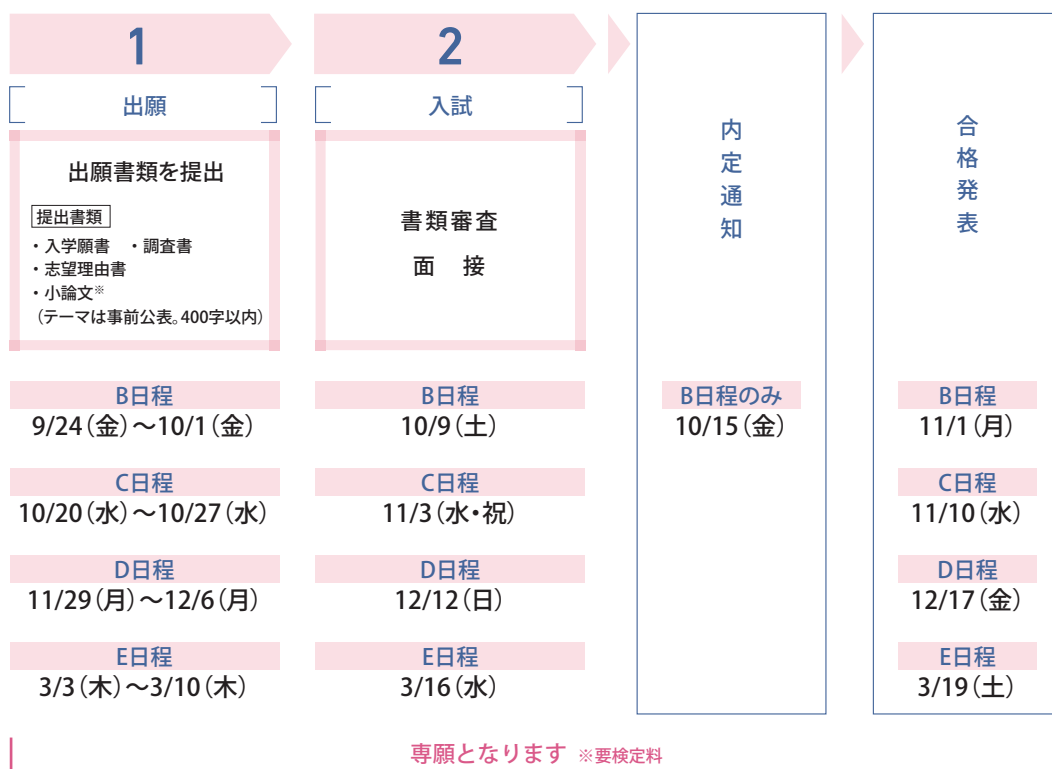 1
出願
出願書類を提出
提出書類
・入学願書 ・調査書
・志望理由書
・小論文※
（テーマは事前公表。400字以内）
B日程
9/24（金）～10/1（金）
C日程
10/20（水）～10/27（水）
D日程
11/29（月）～12/6（月）
E日程
3/3（木）～3/10（木）
2
入試
書類審査
面 接
B日程
10/9（土）
C日程
11/3（水・祝）
D日程
12/12（日）
E日程
3/16（水）
内定通知
B日程のみ
10/15（金）
合格発表
B日程
11/1（月）
C日程
11/10（水）
D日程
12/17（金）
E日程
3/19（土）
専願となります ※要検定料